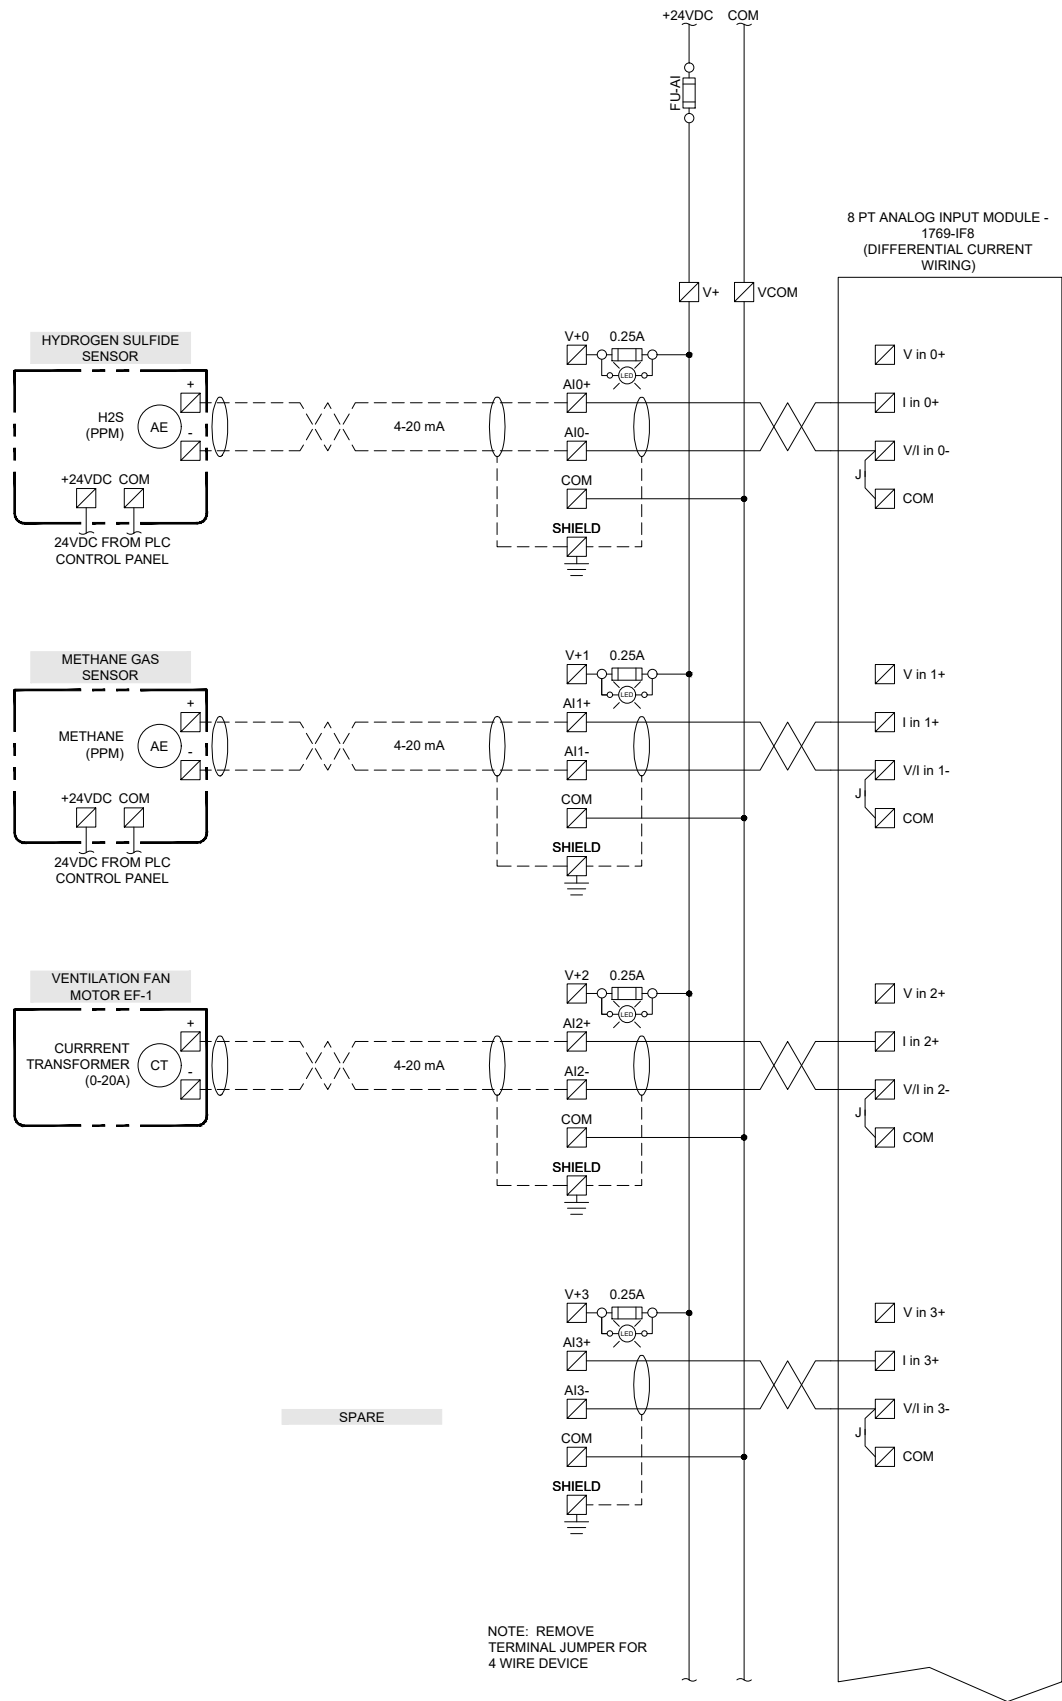 +24VDC COM
FU-AI
8 PT ANALOG INPUT MODULE -
1769-IF8
(DIFFERENTIAL CURRENT
WIRING)
V+ VCOM
HYDROGEN SULFIDE
SENSOR
+
H2S
(PPM)
AE
-
+24VDC COM
24VDC FROM PLC
CONTROL PANEL
4-20 mA
V+0 0.25A
LED
AI0+
AI0-
COM
SHIELD
V in 0+
I in 0+
V/I in 0-
J
COM
METHANE GAS
SENSOR
+
METHANE
(PPM)
AE
-
+24VDC COM
24VDC FROM PLC
CONTROL PANEL
4-20 mA
V+1 0.25A
LED
AI1+
AI1-
COM
SHIELD
V in 1+
I in 1+
V/I in 1-
J
COM
VENTILATION FAN
MOTOR EF-1
+
CURRRENT
TRANSFORMER
(0-20A)
CT
-
4-20 mA
V+2 0.25A
LED
AI2+
AI2-
COM
SHIELD
V in 2+
I in 2+
V/I in 2-
J
COM
SPARE
V+3 0.25A
LED
AI3+
AI3-
COM
SHIELD
V in 3+
I in 3+
V/I in 3-
J
COM
NOTE: REMOVE
TERMINAL JUMPER FOR
4 WIRE DEVICE